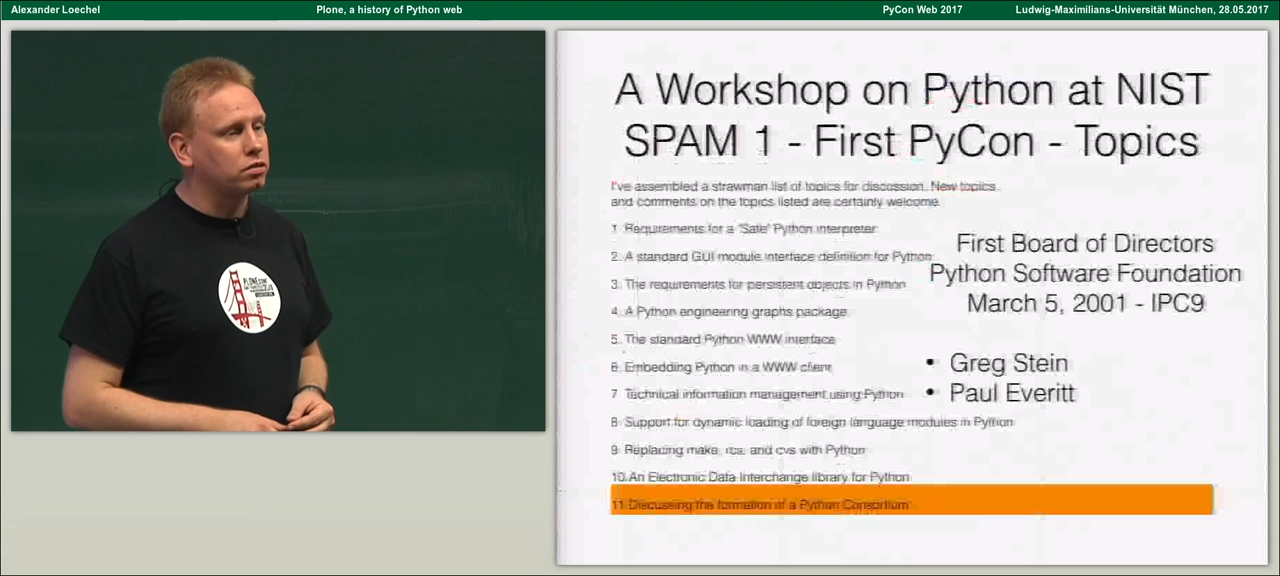 Alexander Loechel
Plone, a history of Python web
PyCon Web 2017
Ludwig-Maximilians-Universität München, 28.05.2017
A Workshop on Python at NIST
SPAM 1 - First PyCon - Topics
I've assembled a strawman list of topics for discussion. New topics
and comments on the topics listed are certainly welcome.
1. Requirements for a "Safe" Python interpreter
2. A standard GUI module interface definition for Python
3. The requirements for persistent objects in Python
4. A Python engineering graphs package
5. The standard Python WWW interface
6. Embedding Python in a WWW client
7. Technical information management using Python
8. Support for dynamic loading of foreign language modules in Python
9. Replacing make, rcs, and cvs with Python
10. An Electronic Data Interchange library for Python
11. Discussing the formation of a Python Consortium
First Board of Directors
Python Software Foundation
March 5, 2001 - IPC9
• Greg Stein
• Paul Everitt
PLONE